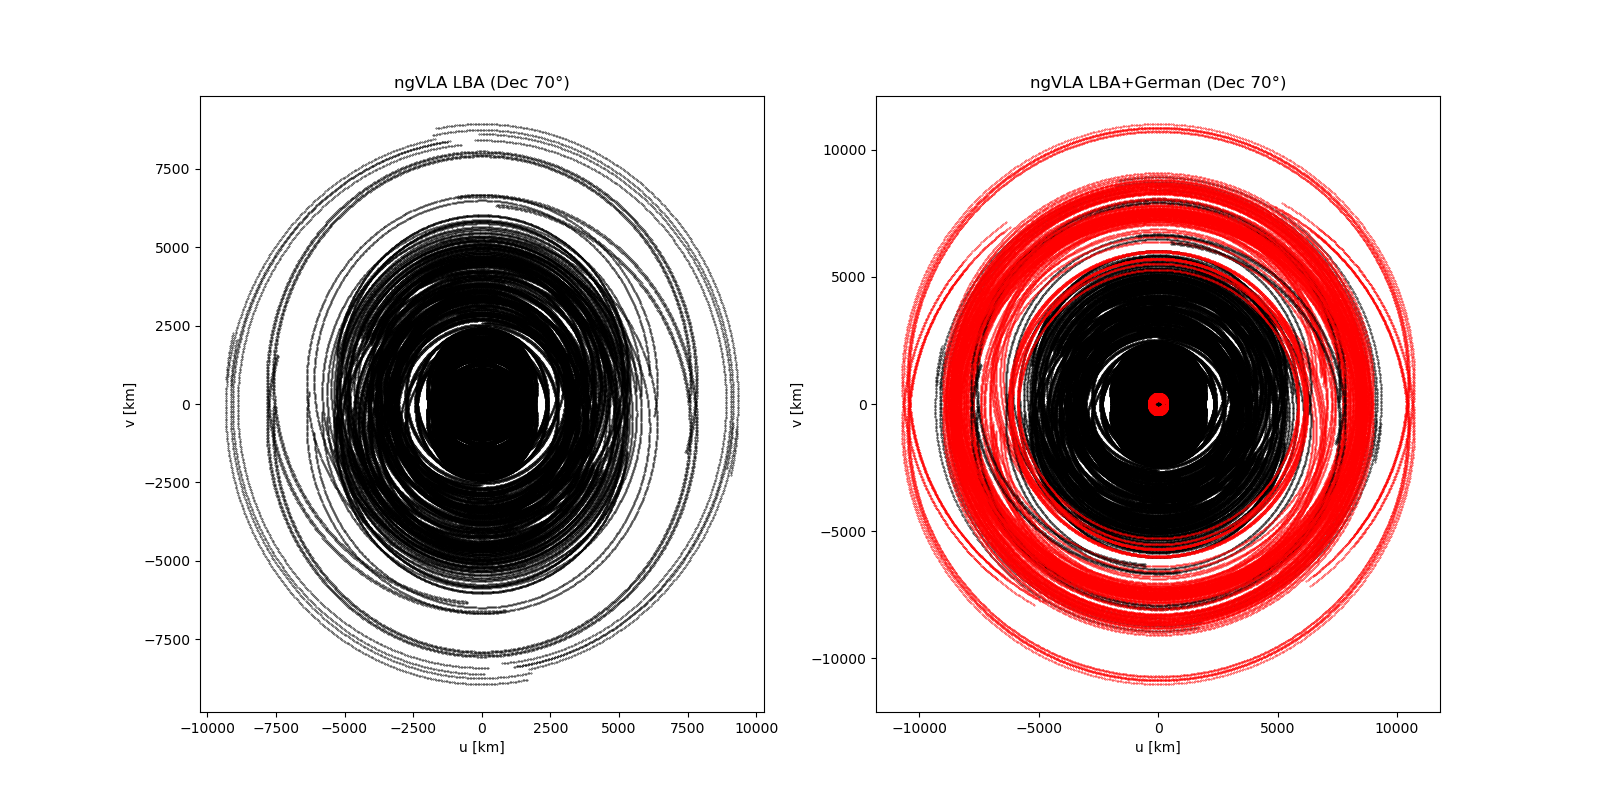 ngVLA LBA (Dec 70°)
7500
5000
2500
0
−2500
−5000
−7500
v [km]
−10000 −7500 −5000 −2500 0 2500 5000 7500 10000
u [km]
ngVLA LBA+German (Dec 70°)
10000
5000
0
−5000
−10000
v [km]
−10000 −5000 0 5000 10000
u [km]